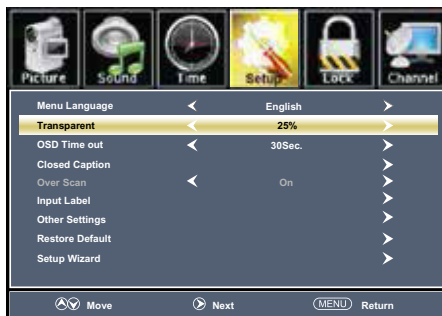 Picture Sound Time Setup Lock Channel
Menu Language English
Transparent 25%
OSD Time out 30Sec.
Closed Caption
Over Scan On
Input Label
Other Settings
Restore Default
Setup Wizard
Move Next MENU Return